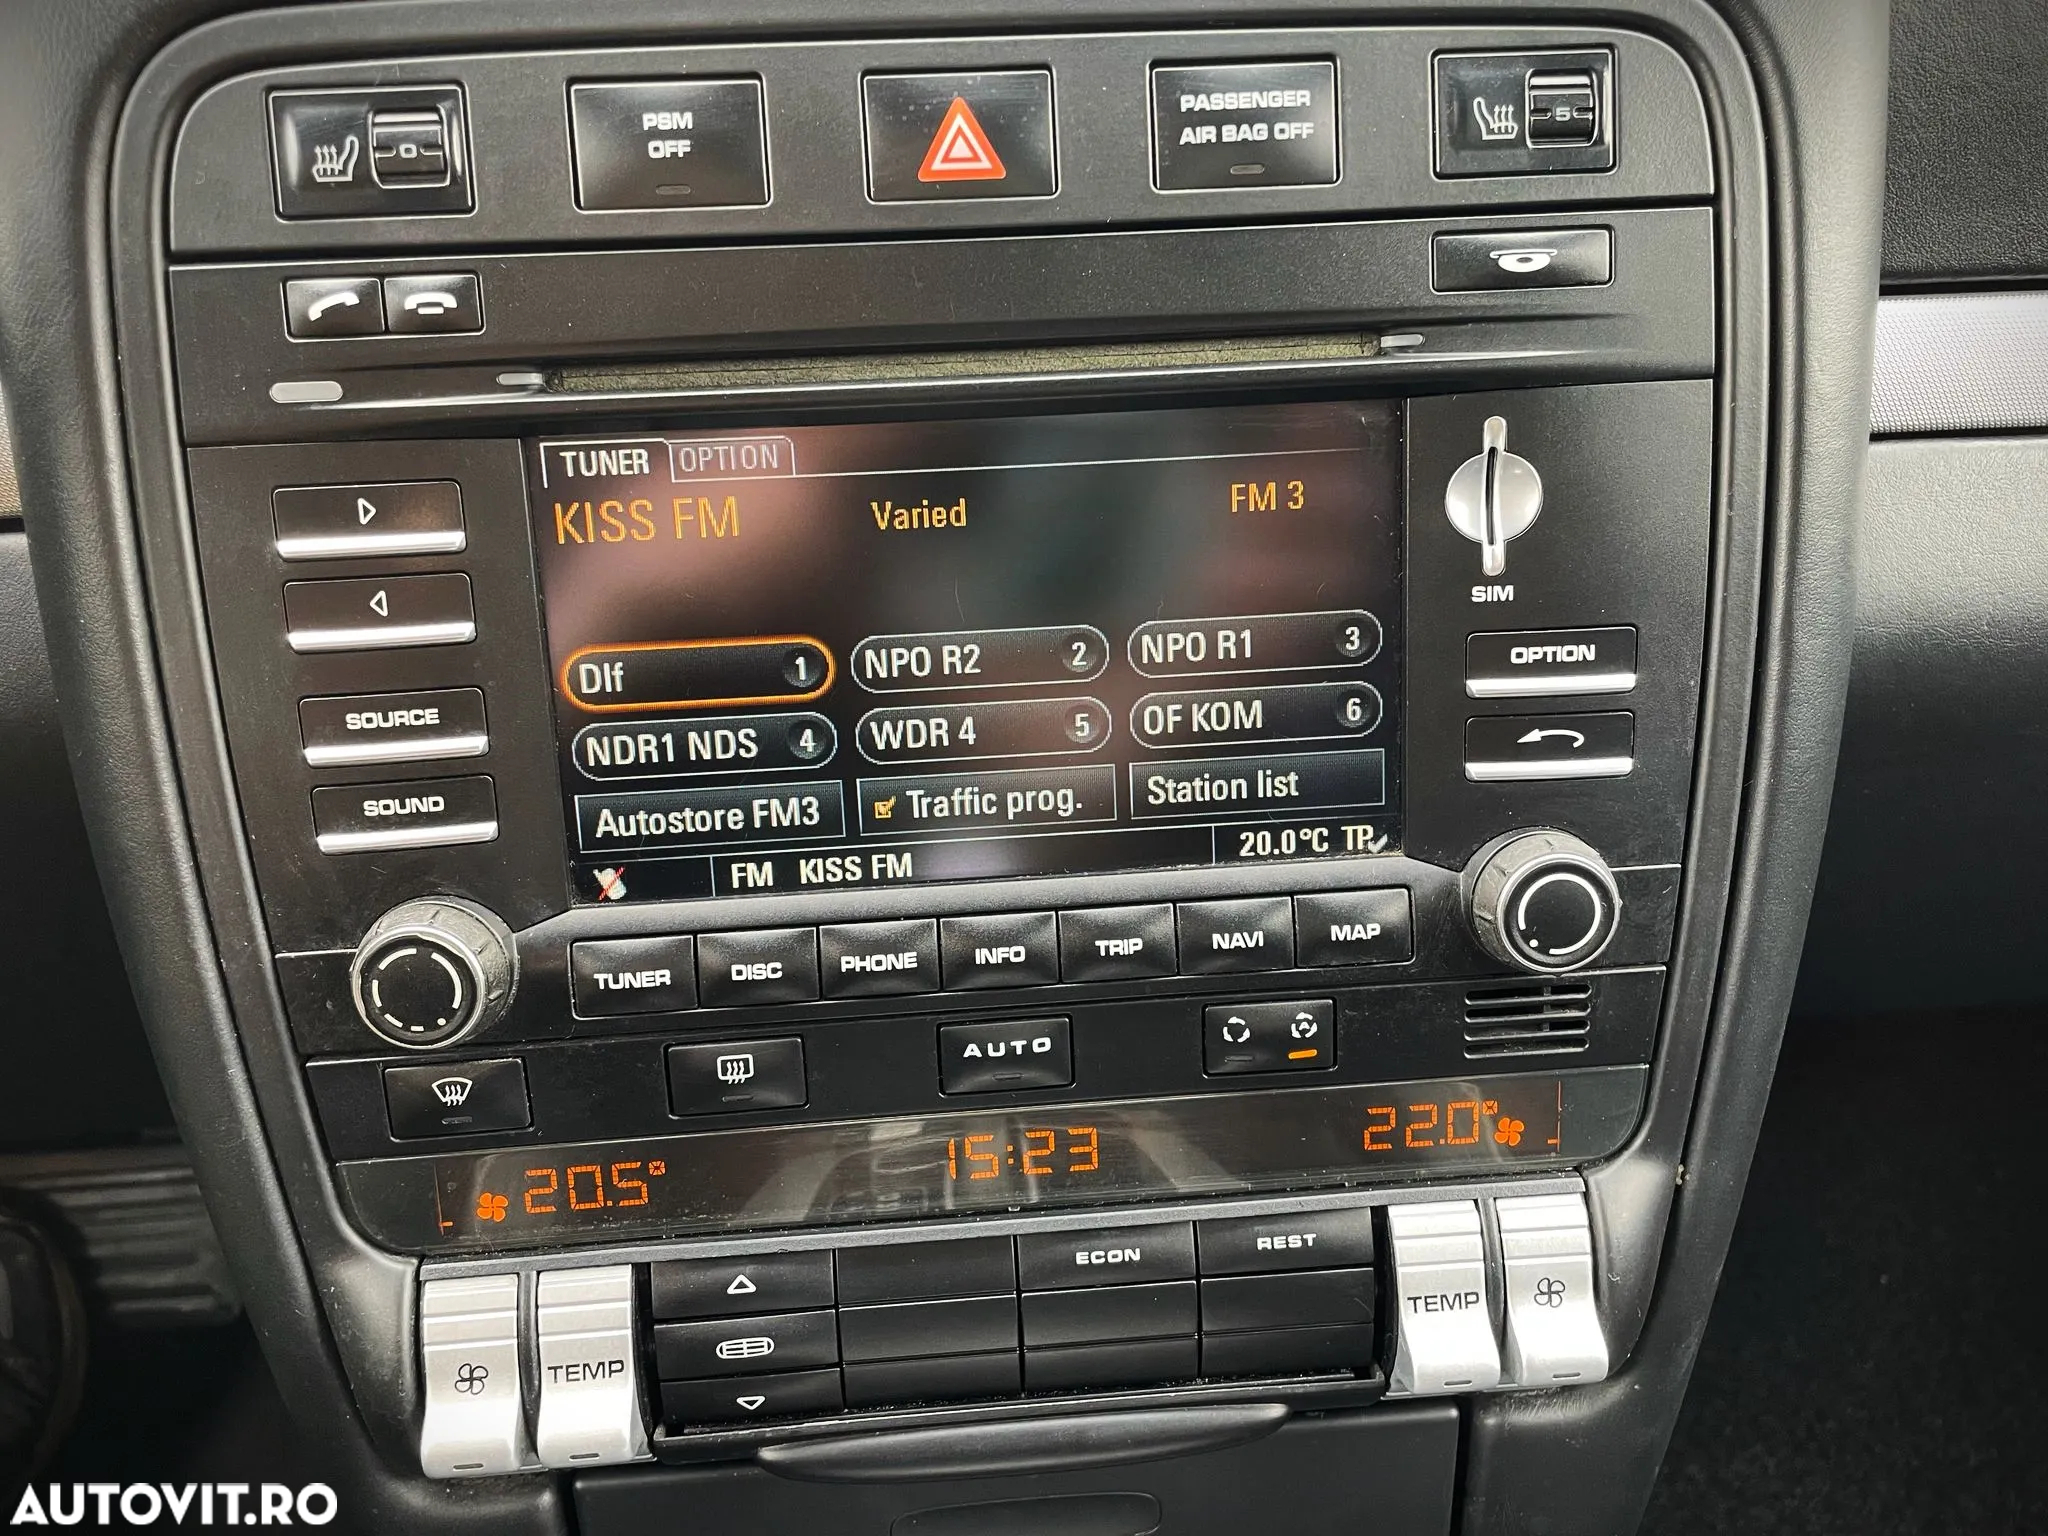 0
PSM
OFF
PASSENGER
AIR BAG OFF
5
TUNER OPTION
KISS FM Varied FM 3
SIM
Dlf 1 NPO R2 2 NPO R1 3
NDR1 NDS 4 WDR 4 5 OF KOM 6
Autostore FM3 Traffic prog. Station list
FM KISS FM 20.0°C TP
SOURCE
SOUND
OPTION
TUNER DISC PHONE INFO TRIP NAVI MAP
AUTO
A
20.5° 15:23 22.0°
TEMP
ECON REST
TEMP
AUTOVIT.RO